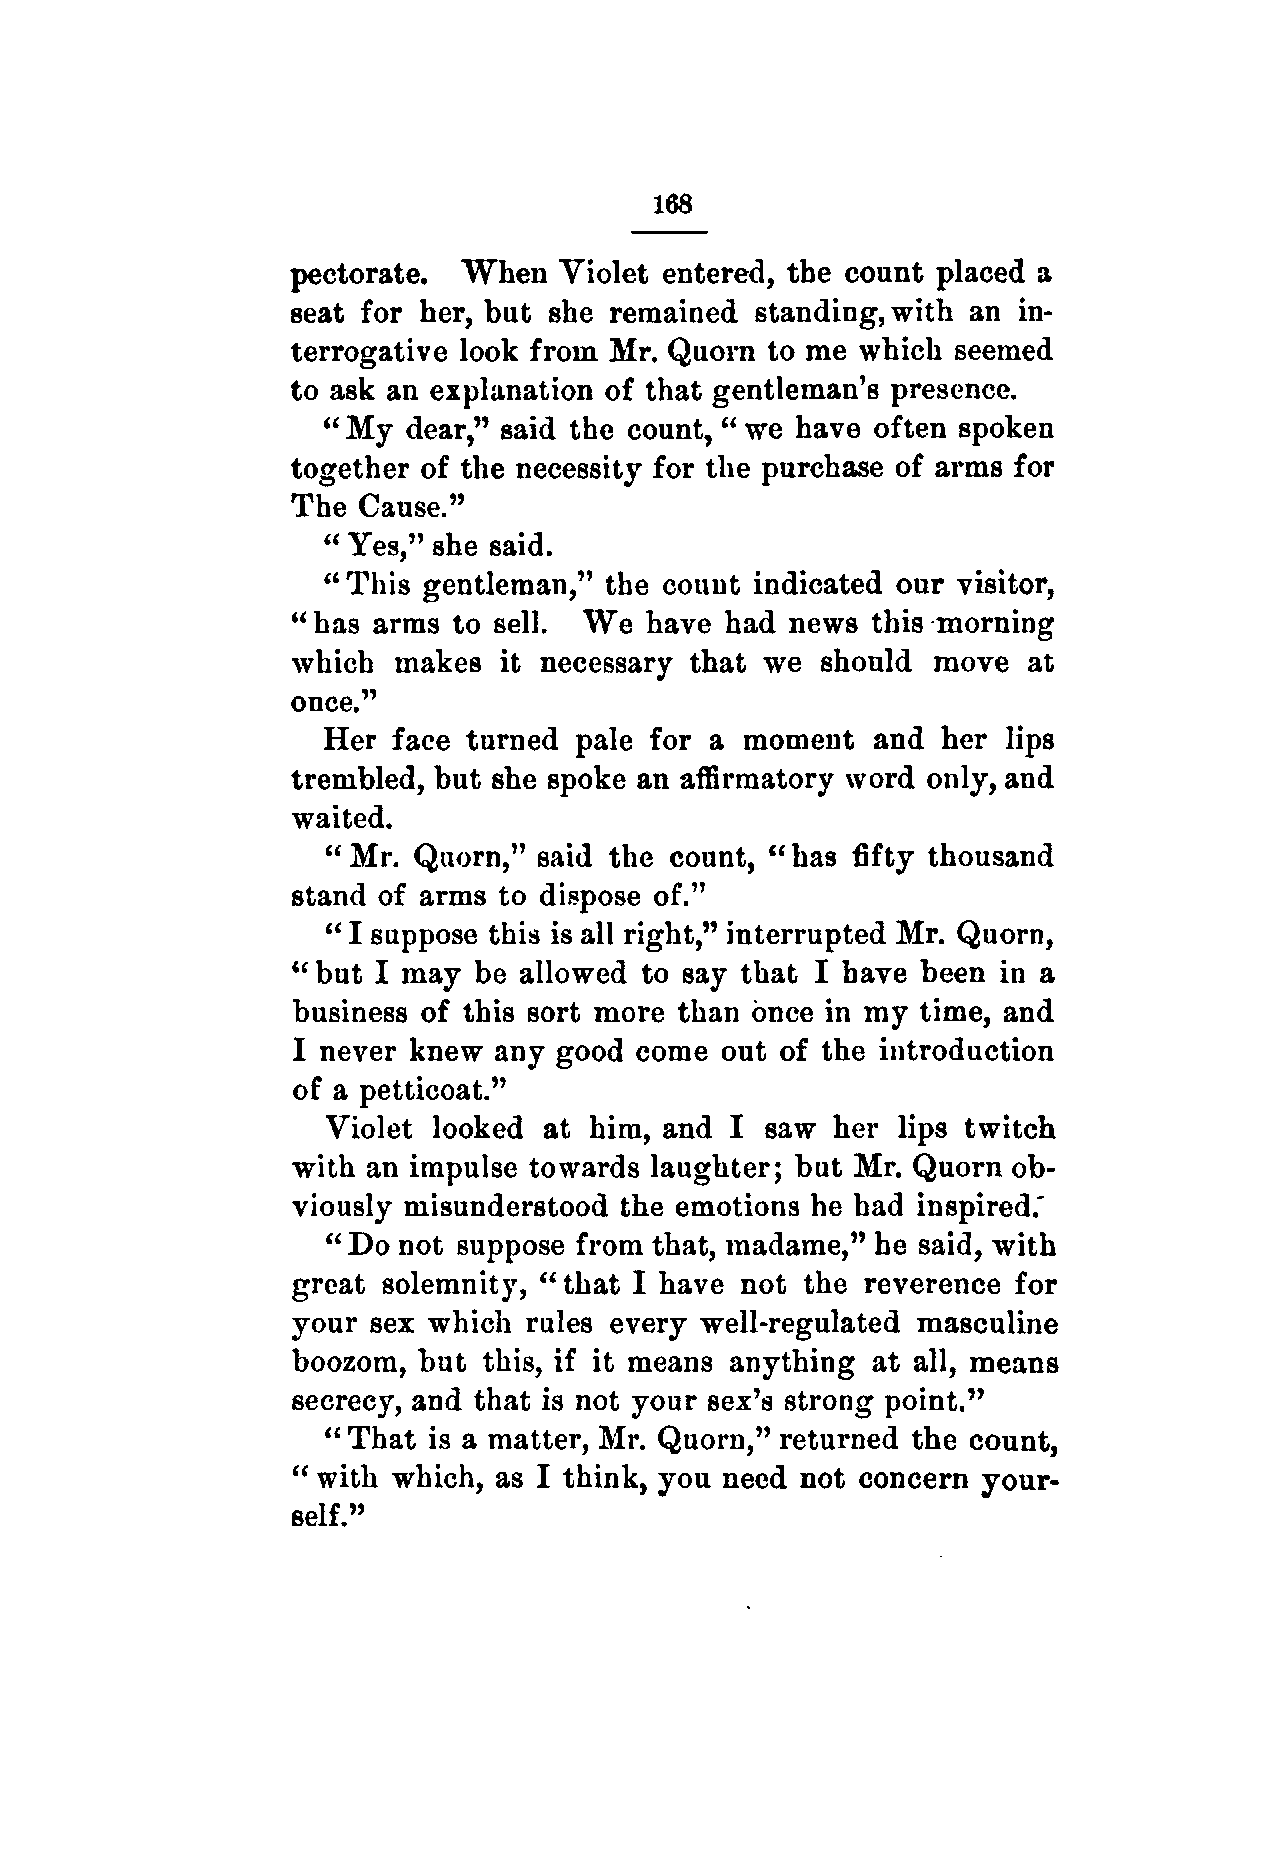 168
pectorate. When Violet entered, the count placed a
seat for her, but she remained standing, with an in-
terrogative look from Mr. Quorn to me which seemed
to ask an explanation of that gentleman's presence.
“My dear,” said the count, “we have often spoken
together of the necessity for the purchase of arms for
The Cause.”
“Yes,” she said.
“This gentleman,” the count indicated our visitor,
“has arms to sell. We have had news this morning
which makes it necessary that we should move at
once.”
Her face turned pale for a moment and her lips
trembled, but she spoke an affirmatory word only, and
waited.
“Mr. Quorn,” said the count, “has fifty thousand
stand of arms to dispose of.”
“I suppose this is all right,” interrupted Mr. Quorn,
“but I may be allowed to say that I have been in a
business of this sort more than once in my time, and
I never knew any good come out of the introduction
of a petticoat.”
Violet looked at him, and I saw her lips twitch
with an impulse towards laughter; but Mr. Quorn ob-
viously misunderstood the emotions he had inspired.
“Do not suppose from that, madame,” he said, with
great solemnity, “that I have not the reverence for
your sex which rules every well-regulated masculine
boozom, but this, if it means anything at all, means
secrecy, and that is not your sex's strong point.”
“That is a matter, Mr. Quorn,” returned the count,
“with which, as I think, you need not concern your-
self.”